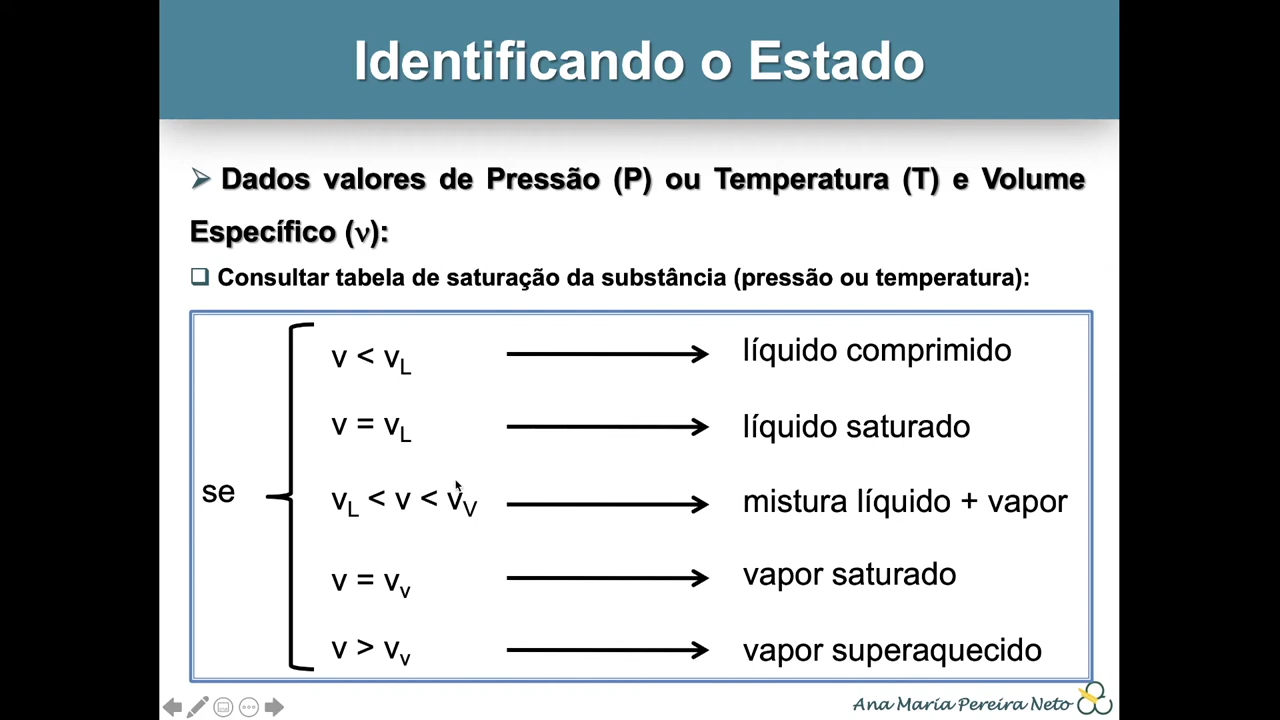 Identificando o Estado
Dados valores de Pressão (P) ou Temperatura (T) e Volume
Específico (ν):
Consultar tabela de saturação da substância (pressão ou temperatura):
se
v < vL líquido comprimido
v = vL líquido saturado
vL < v < vV mistura líquido + vapor
v = vv vapor saturado
v > vv vapor superaquecido
Ana Maria Pereira Neto